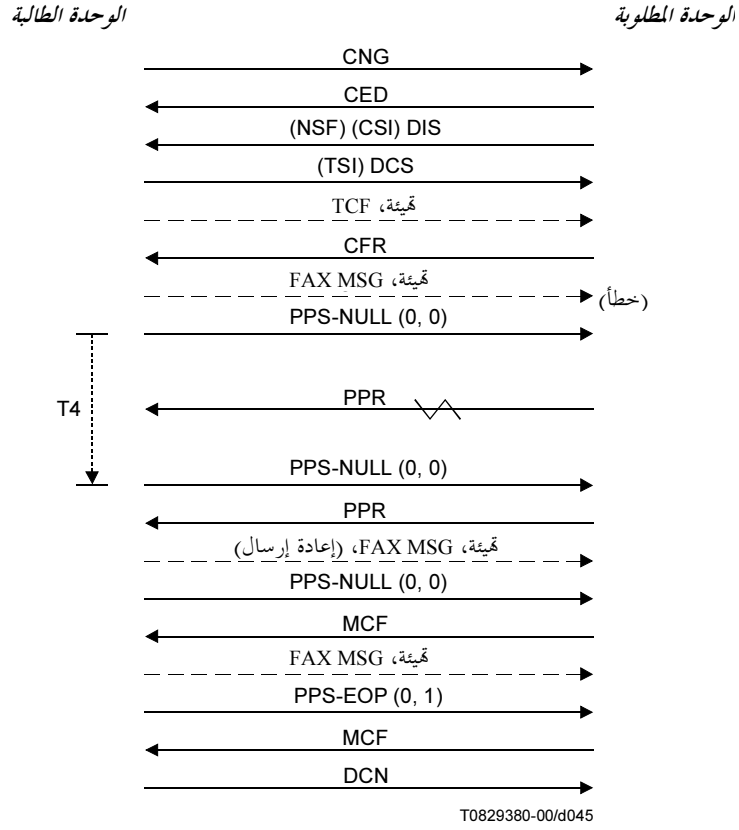 الوحدة الطالبة
الوحدة المطلوبة
CNG
CED
(NSF) (CSI) DIS
(TSI) DCS
تهيئة، TCF
CFR
تهيئة، FAX MSG
(خطأ)
PPS-NULL (0, 0)
T4
PPR
PPS-NULL (0, 0)
PPR
تهيئة، FAX MSG، (إعادة إرسال)
PPS-NULL (0, 0)
MCF
تهيئة، FAX MSG
PPS-EOP (0, 1)
MCF
DCN
T0829380-00/d045